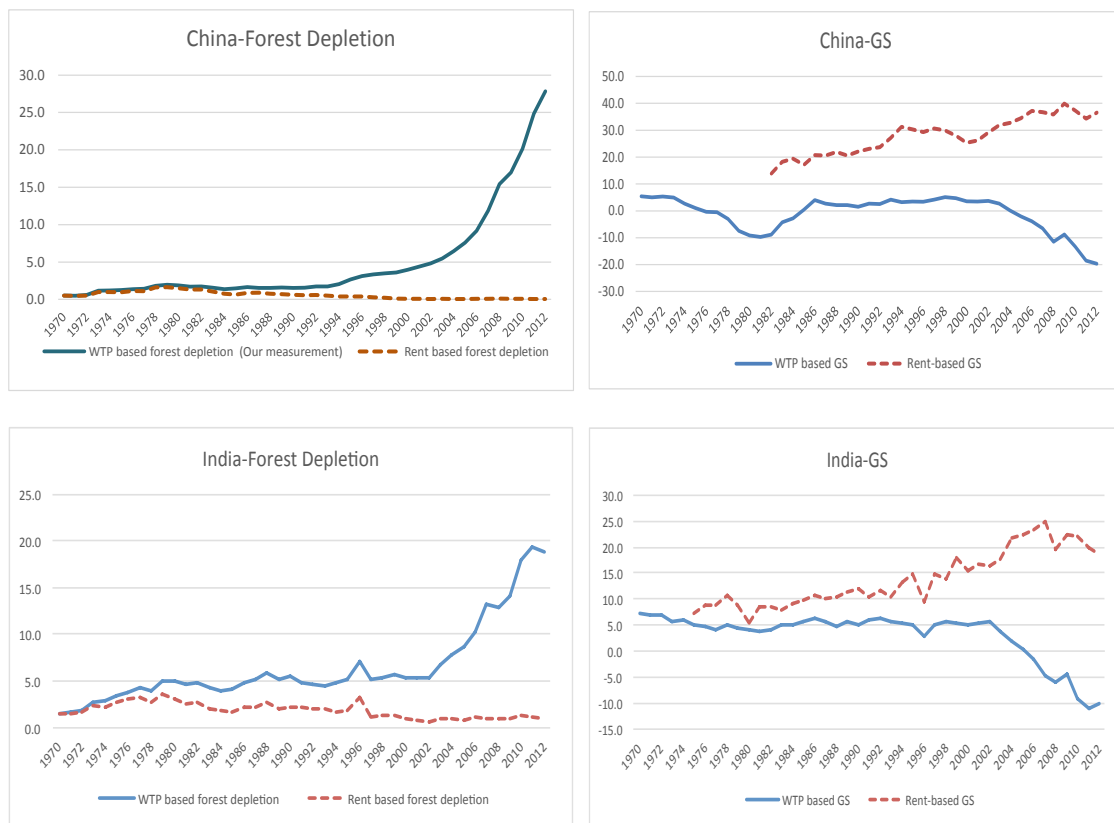 China-Forest Depletion
30.0
25.0
20.0
15.0
10.0
5.0
0.0
1970 1972 1974 1976 1978 1980 1982 1984 1986 1988 1990 1992 1994 1996 1998 2000 2002 2004 2006 2008 2010 2012
WTP based forest depletion (Our measurement) Rent based forest depletion
China-GS
50.0
40.0
30.0
20.0
10.0
0.0
-10.0
-20.0
-30.0
1970 1972 1974 1976 1978 1980 1982 1984 1986 1988 1990 1992 1994 1996 1998 2000 2002 2004 2006 2008 2010 2012
WTP based GS Rent-based GS
India-Forest Depletion
25.0
20.0
15.0
10.0
5.0
0.0
1970 1972 1974 1976 1978 1980 1982 1984 1986 1988 1990 1992 1994 1996 1998 2000 2002 2004 2006 2008 2010 2012
WTP based forest depletion Rent based forest depletion
India-GS
30.0
25.0
20.0
15.0
10.0
5.0
0.0
-5.0
-10.0
-15.0
1970 1972 1974 1976 1978 1980 1982 1984 1986 1988 1990 1992 1994 1996 1998 2000 2002 2004 2006 2008 2010 2012
WTP based GS Rent-based GS